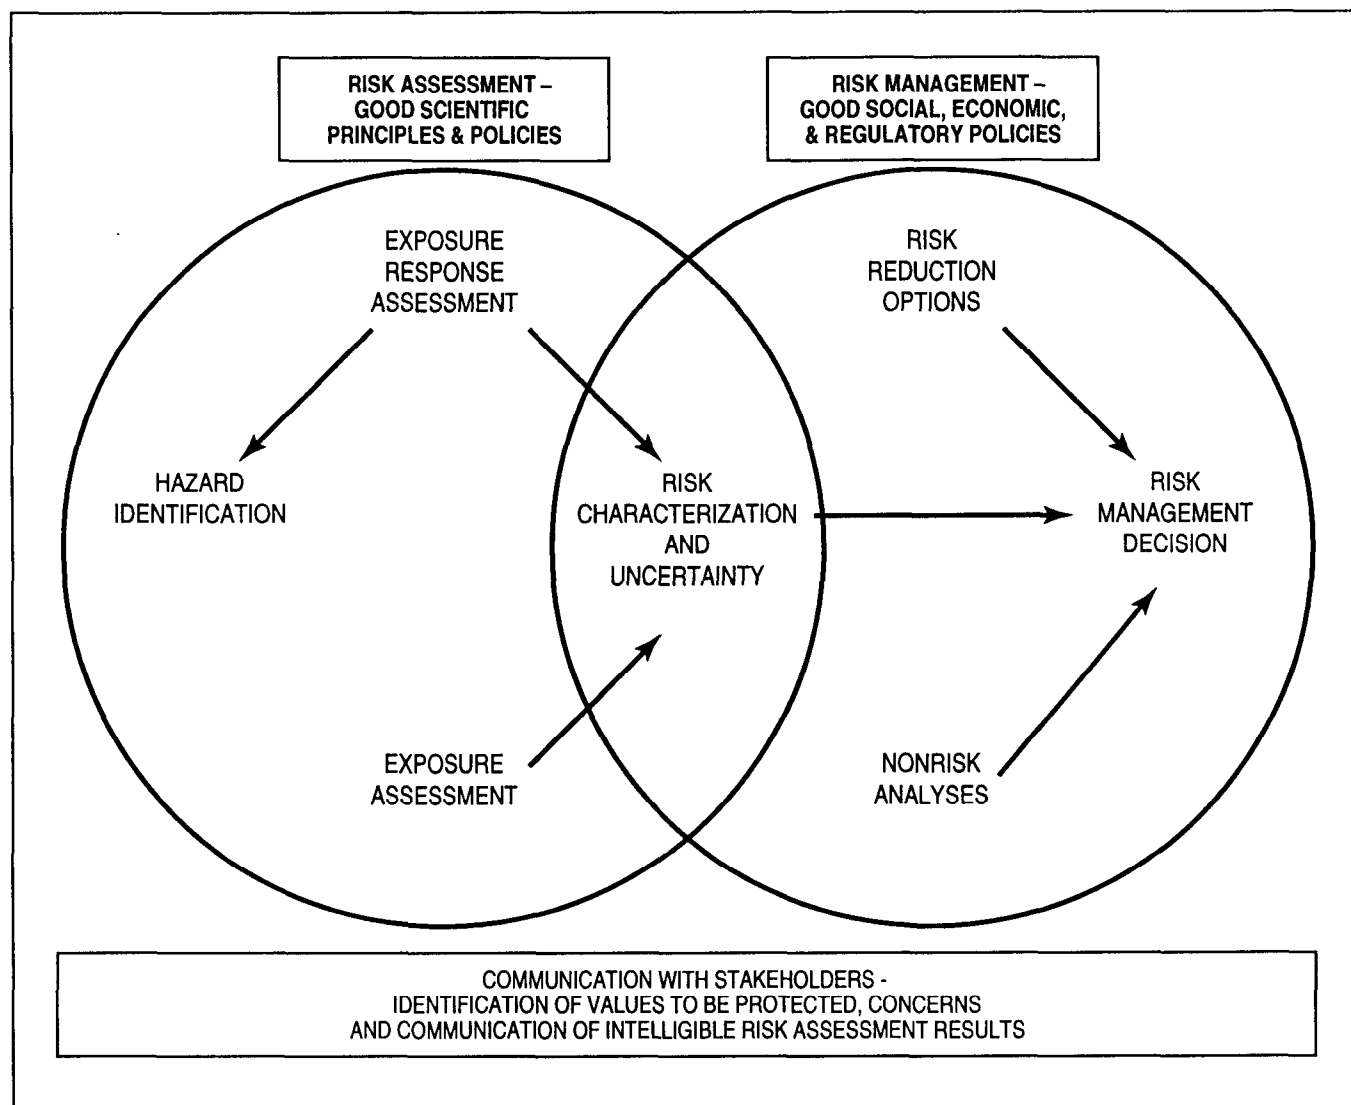 RISK ASSESSMENT –
GOOD SCIENTIFIC
PRINCIPLES & POLICIES
RISK MANAGEMENT –
GOOD SOCIAL, ECONOMIC,
& REGULATORY POLICIES
EXPOSURE
RESPONSE
ASSESSMENT
RISK
REDUCTION
OPTIONS
HAZARD
IDENTIFICATION
RISK
CHARACTERIZATION
AND
UNCERTAINTY
RISK
MANAGEMENT
DECISION
EXPOSURE
ASSESSMENT
NONRISK
ANALYSES
COMMUNICATION WITH STAKEHOLDERS -
IDENTIFICATION OF VALUES TO BE PROTECTED, CONCERNS
AND COMMUNICATION OF INTELLIGIBLE RISK ASSESSMENT RESULTS